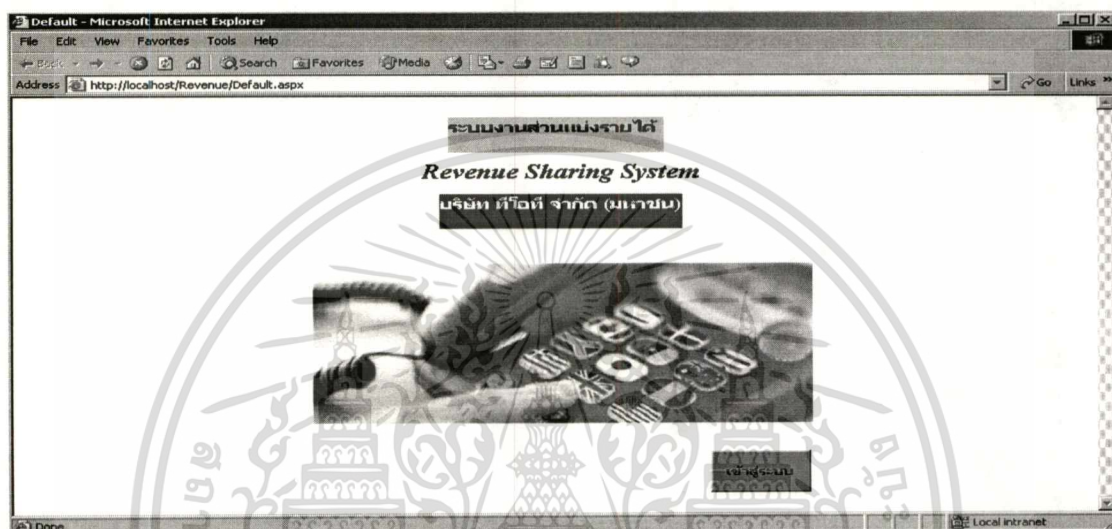 Default - Microsoft Internet Explorer
File Edit View Favorites Tools Help
Back Search Favorites Media
Address http://localhost/Revenue/Default.aspx Go Links »
ระบบงานส่วนแบ่งรายได้
Revenue Sharing System
บริษัท ทีโอที จำกัด (มหาชน)
เข้าสู่ระบบ
Done Local intranet